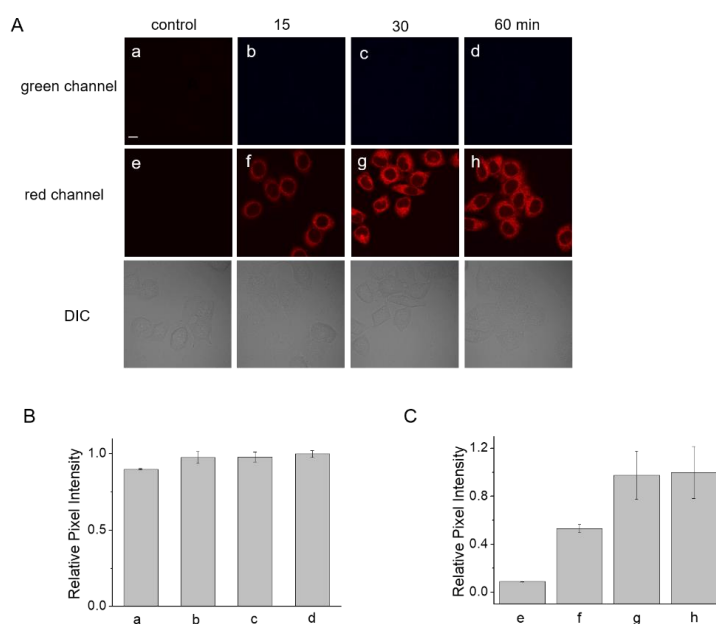 A
control 15 30 60 min
green channel
a b c d
red channel
e f g h
DIC
B
Relative Pixel Intensity
1.0
0.5
0.0
a b c d
C
Relative Pixel Intensity
1.2
0.8
0.4
0.0
e f g h